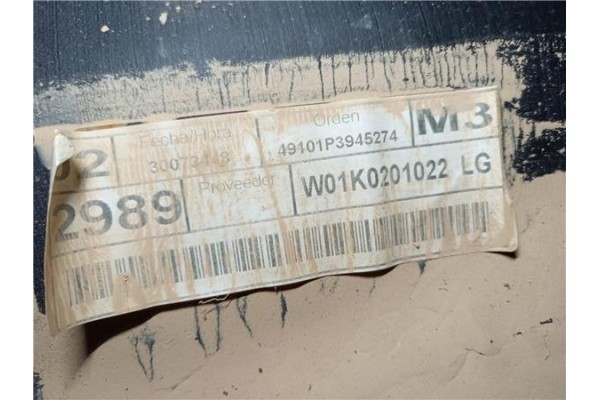 02 Fecha/Hora Orden M3
49101P3945274
2989 Proveedor W01K0201022 LG